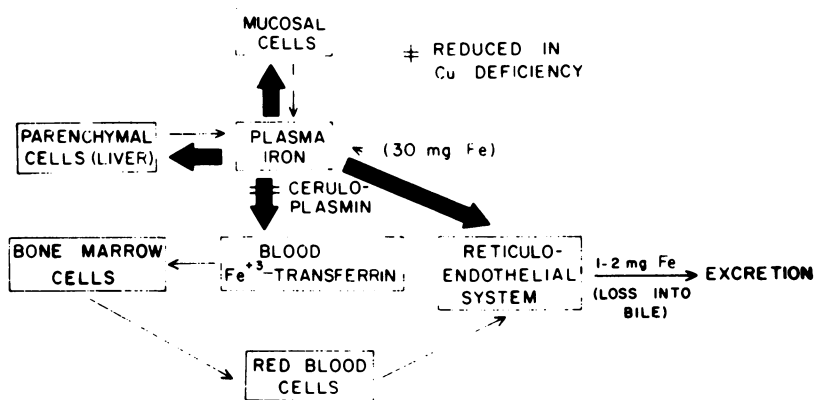 MUCOSAL
CELLS
REDUCED IN
Cu DEFICIENCY
PARENCHYMAL
CELLS (LIVER)
PLASMA
IRON
(30 mg Fe)
CERULO-
PLASMIN
BONE MARROW
CELLS
BLOOD
Fe+3-TRANSFERRIN
RETICULO-
ENDOTHELIAL
SYSTEM
1-2 mg Fe
(LOSS INTO
BILE)
EXCRETION
RED BLOOD
CELLS